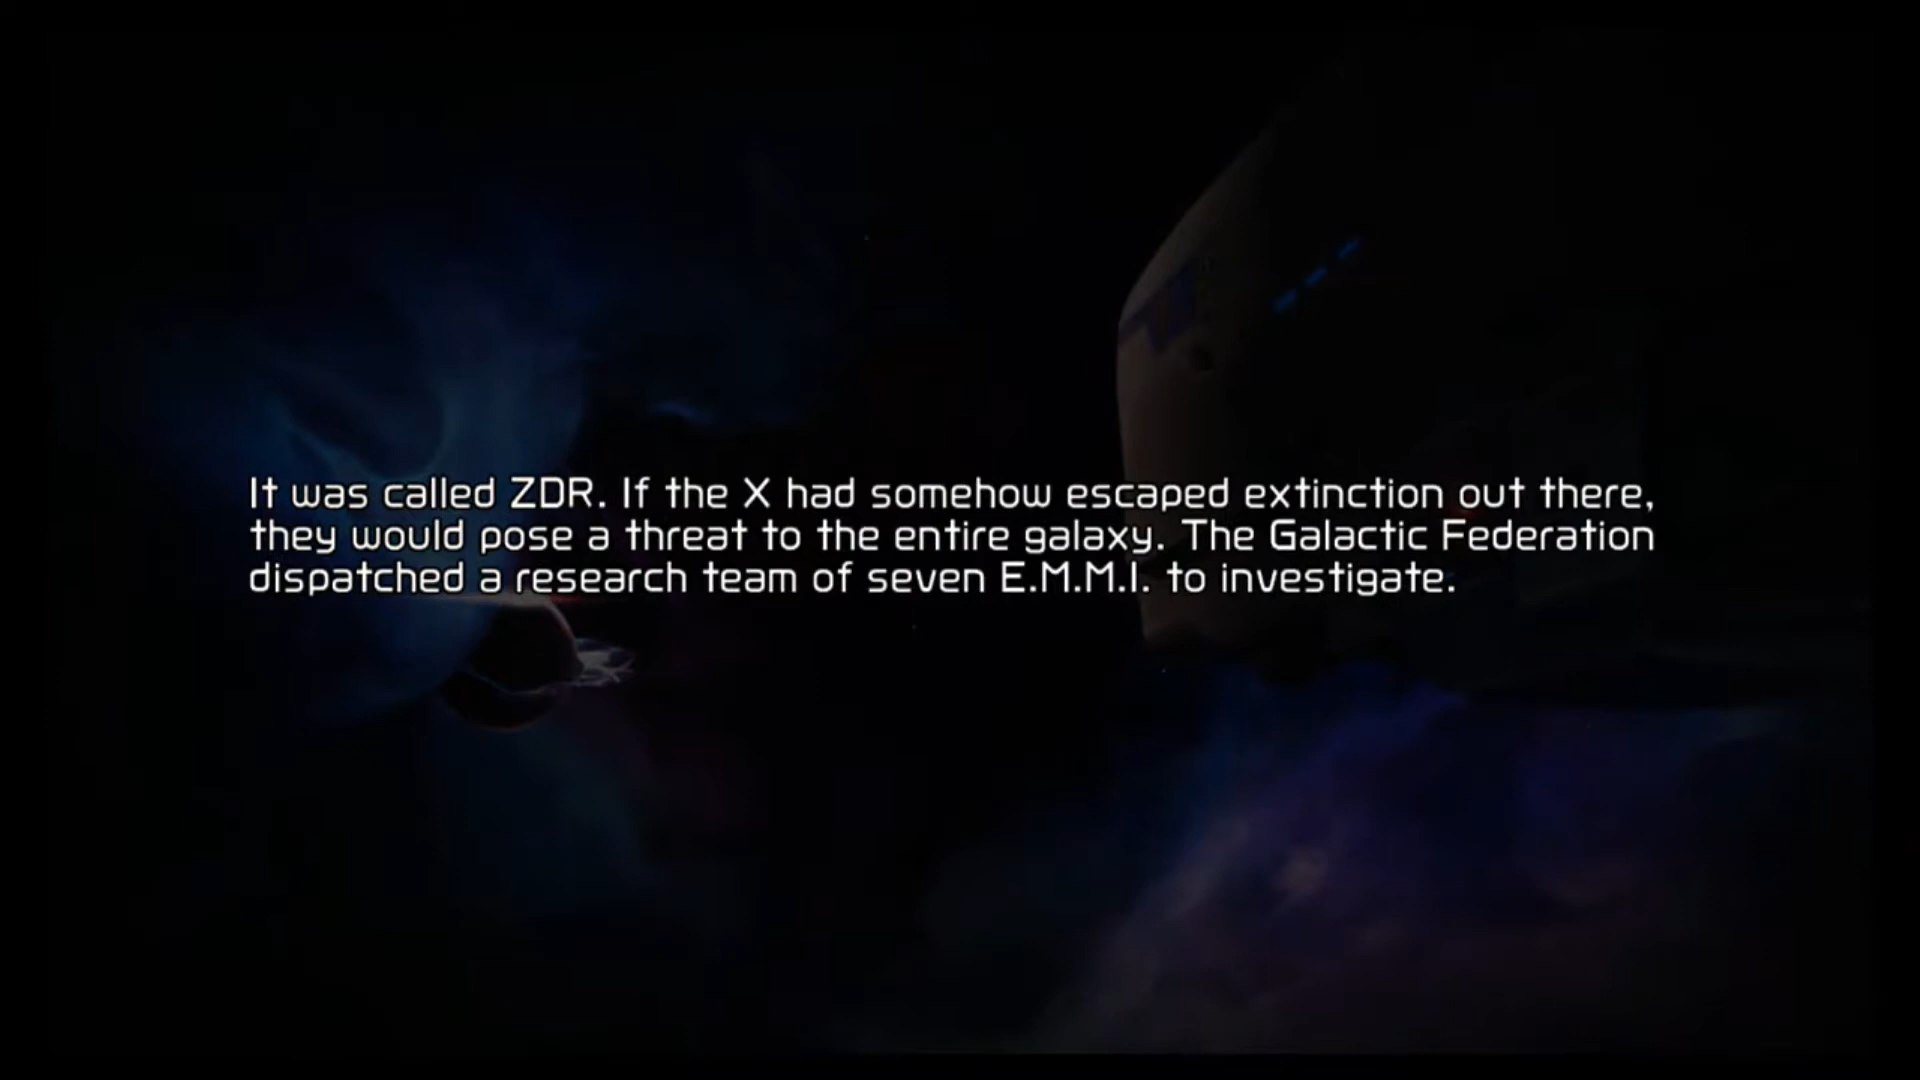 It was called ZDR. If the X had somehow escaped extinction out there,
they would pose a threat to the entire galaxy. The Galactic Federation
dispatched a research team of seven E.M.M.I. to investigate.